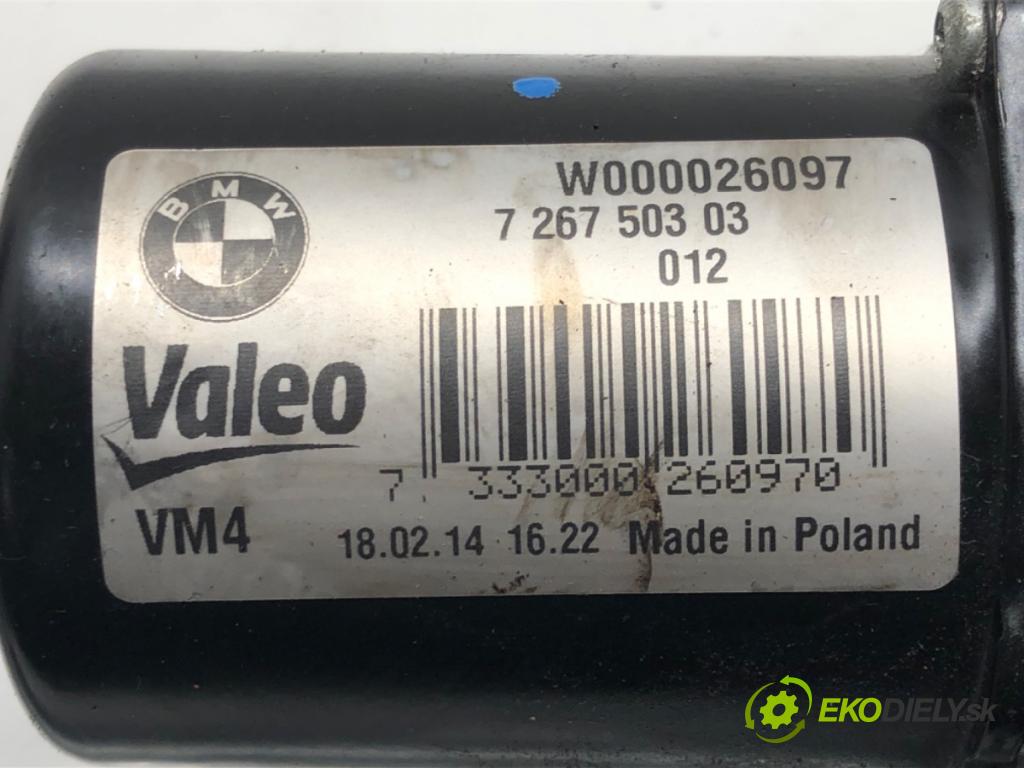 BMW
W000026097
7 267 503 03
012
Valeo
7 333000 260970
VM4 18.02.14 16.22 Made in Poland
EKODIELY.sk